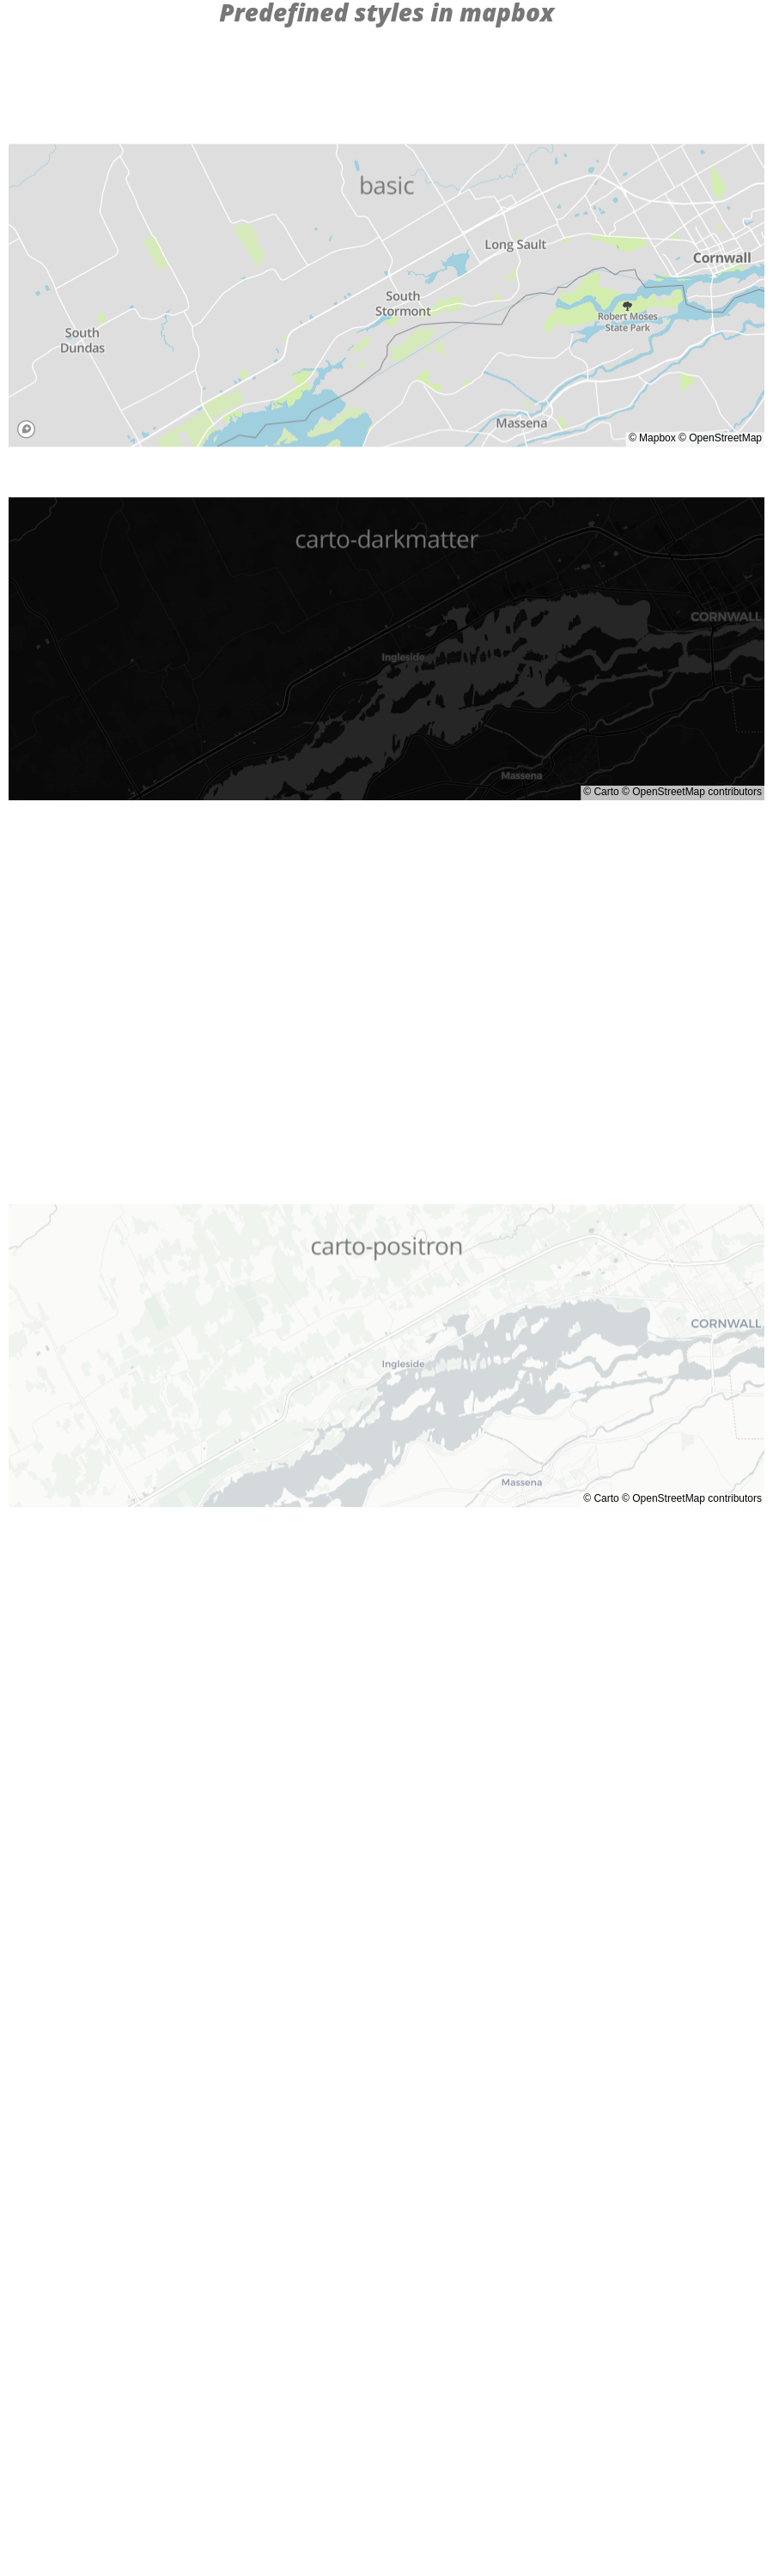 Predefined styles in mapbox
basic
Long Sault
Cornwall
South
Stormont
Robert Moses
State Park
South
Dundas
Massena
© Mapbox © OpenStreetMap
carto-darkmatter
CORNWALL
Ingleside
Massena
© Carto © OpenStreetMap contributors
carto-positron
CORNWALL
Ingleside
Massena
© Carto © OpenStreetMap contributors